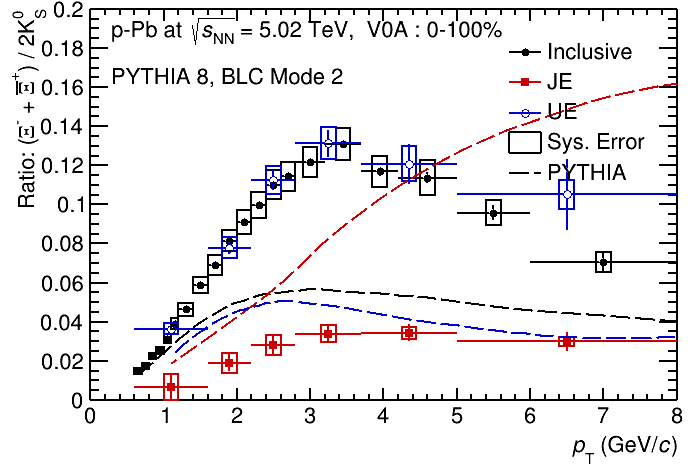 p-Pb at √s_NN = 5.02 TeV, V0A : 0-100%
PYTHIA 8, BLC Mode 2
Inclusive
JE
UE
Sys. Error
PYTHIA
Ratio: (Ξ⁻ + Ξ̅⁺) / 2K⁰_S
0.2
0.18
0.16
0.14
0.12
0.1
0.08
0.06
0.04
0.02
0
0 1 2 3 4 5 6 7 8
p_T (GeV/c)